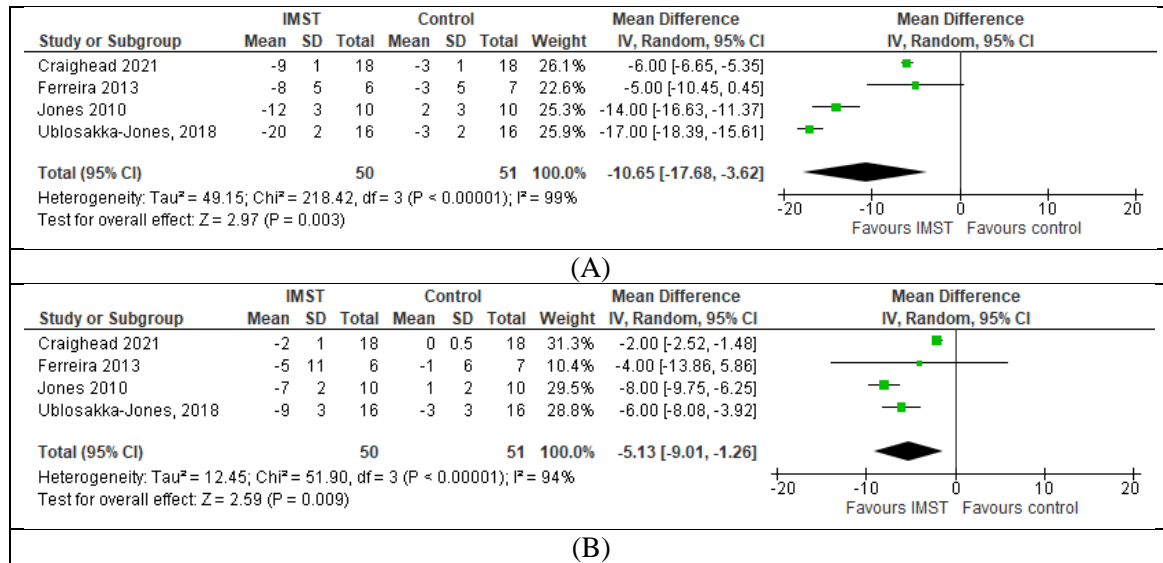 IMST Control Mean Difference Mean Difference
Study or Subgroup Mean SD Total Mean SD Total Weight IV, Random, 95% CI IV, Random, 95% CI
Craighead 2021 -9 1 18 -3 1 18 26.1% -6.00 [-6.65, -5.35]
Ferreira 2013 -8 5 6 -3 5 7 22.6% -5.00 [-10.45, 0.45]
Jones 2010 -12 3 10 2 3 10 25.3% -14.00 [-16.63, -11.37]
Ublosakka-Jones, 2018 -20 2 16 -3 2 16 25.9% -17.00 [-18.39, -15.61]
Total (95% CI) 50 51 100.0% -10.65 [-17.68, -3.62]
Heterogeneity: Tau² = 49.15; Chi² = 218.42, df = 3 (P < 0.00001); I² = 99%
Test for overall effect: Z = 2.97 (P = 0.003)
-20 -10 0 10 20
Favours IMST Favours control
(A)
IMST Control Mean Difference Mean Difference
Study or Subgroup Mean SD Total Mean SD Total Weight IV, Random, 95% CI IV, Random, 95% CI
Craighead 2021 -2 1 18 0 0.5 18 31.3% -2.00 [-2.52, -1.48]
Ferreira 2013 -5 11 6 -1 6 7 10.4% -4.00 [-13.86, 5.86]
Jones 2010 -7 2 10 1 2 10 29.5% -8.00 [-9.75, -6.25]
Ublosakka-Jones, 2018 -9 3 16 -3 3 16 28.8% -6.00 [-8.08, -3.92]
Total (95% CI) 50 51 100.0% -5.13 [-9.01, -1.26]
Heterogeneity: Tau² = 12.45; Chi² = 51.90, df = 3 (P < 0.00001); I² = 94%
Test for overall effect: Z = 2.59 (P = 0.009)
-20 -10 0 10 20
Favours IMST Favours control
(B)